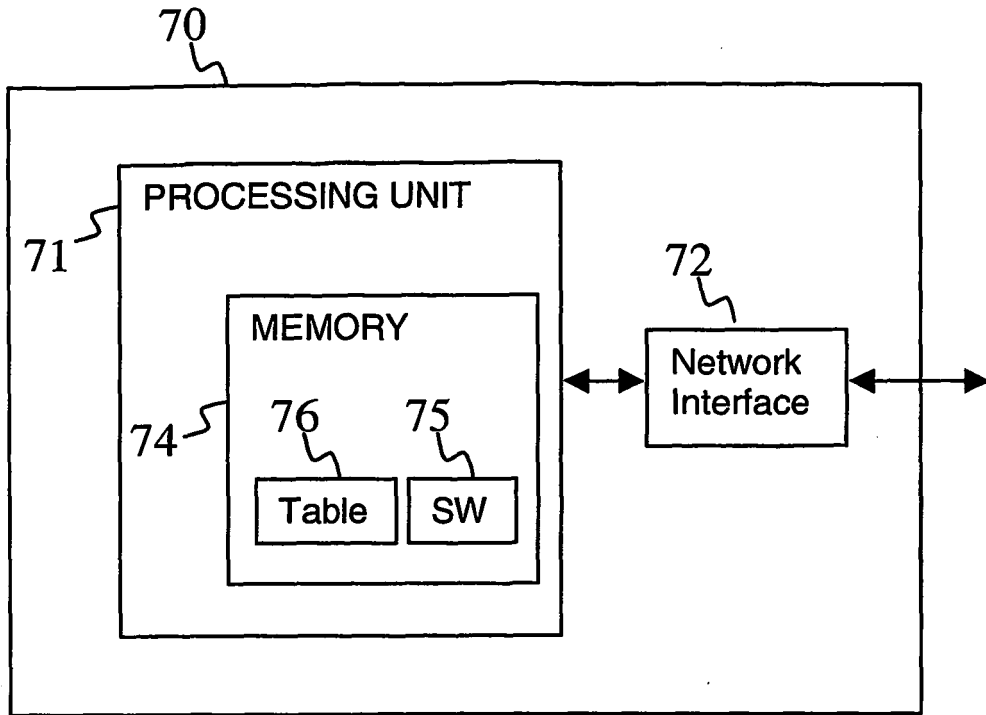 70
PROCESSING UNIT
71
72
MEMORY
Network
Interface
74
76
75
Table
SW